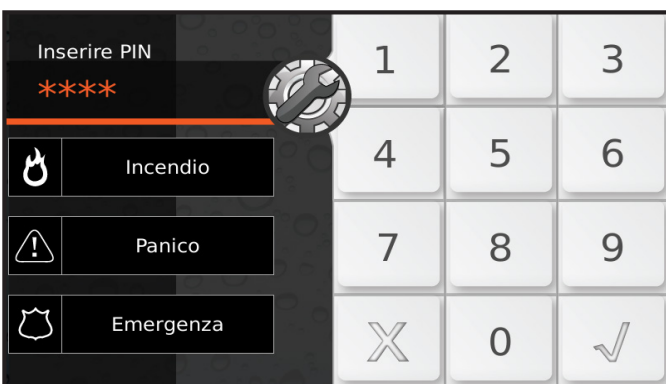 Inserire PIN
****
Incendio
Panico
Emergenza
1 2 3
4 5 6
7 8 9
X 0 √